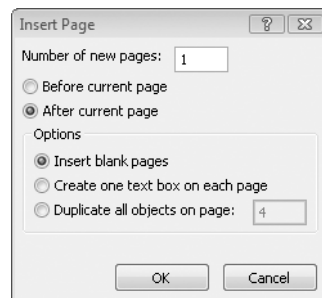 Insert Page
Number of new pages: 1
Before current page
After current page
Options
Insert blank pages
Create one text box on each page
Duplicate all objects on page: 4
OK Cancel